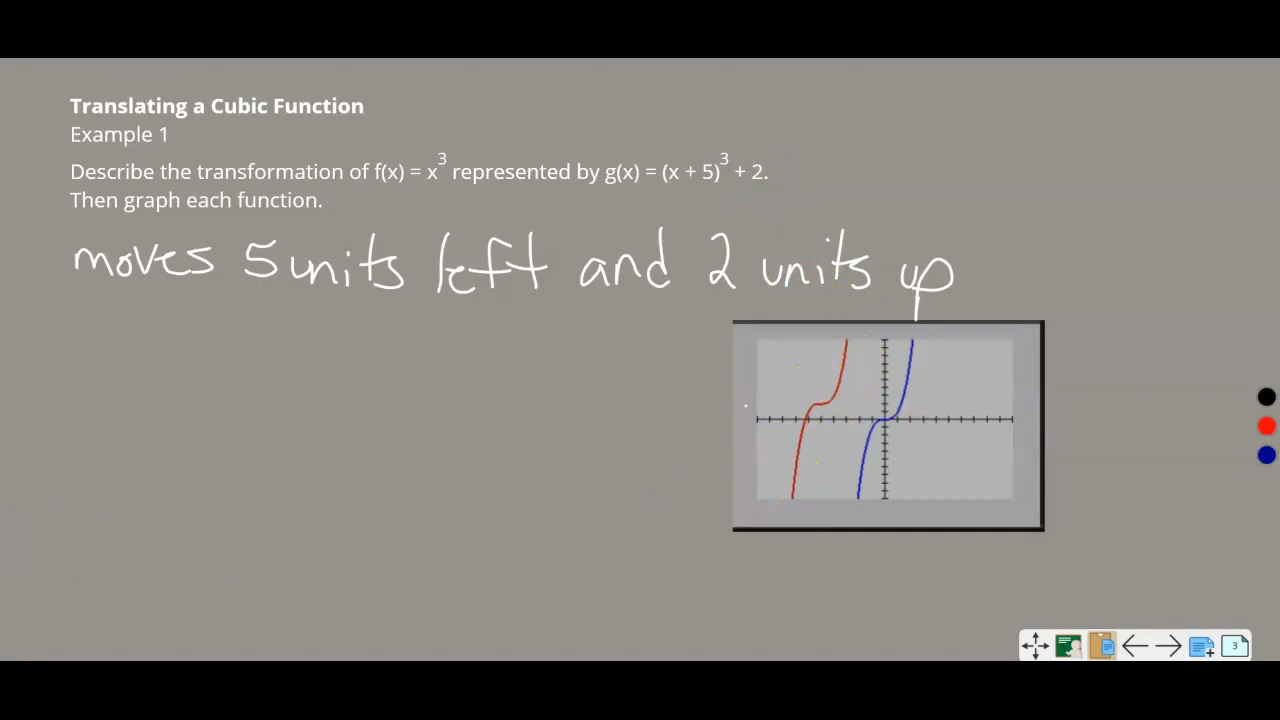 Translating a Cubic Function
Example 1
Describe the transformation of f(x) = x³ represented by g(x) = (x + 5)³ + 2.
Then graph each function.
moves 5 units left and 2 units up
3